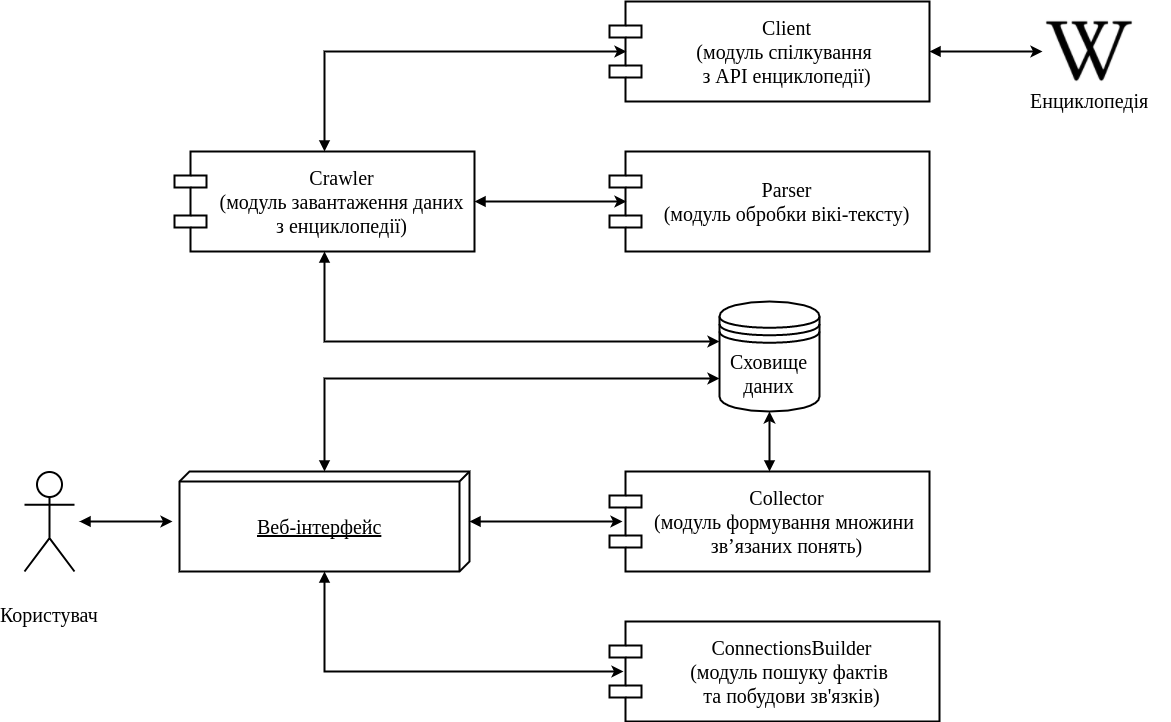 Client
(модуль спілкування
з API енциклопедії)
W
Енциклопедія
Crawler
(модуль завантаження даних
з енциклопедії)
Parser
(модуль обробки вікі-тексту)
Сховище
даних
Користувач
Веб-інтерфейс
Collector
(модуль формування множини
зв’язаних понять)
ConnectionsBuilder
(модуль пошуку фактів
та побудови зв'язків)